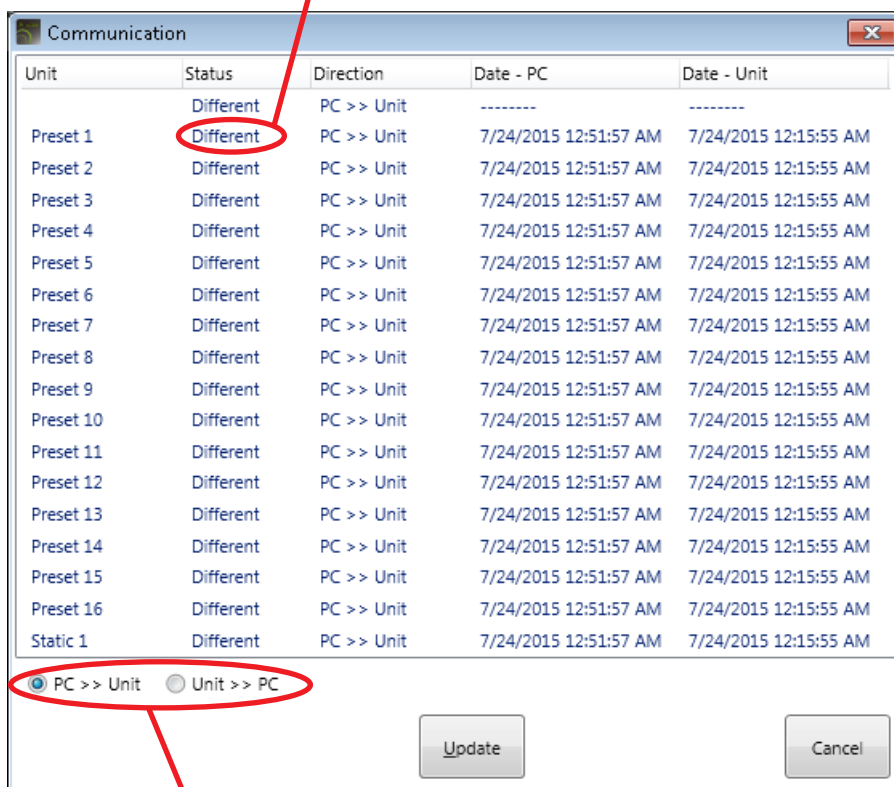 Communication
Unit Status Direction Date - PC Date - Unit
Different PC >> Unit -------- --------
Preset 1 Different PC >> Unit 7/24/2015 12:51:57 AM 7/24/2015 12:15:55 AM
Preset 2 Different PC >> Unit 7/24/2015 12:51:57 AM 7/24/2015 12:15:55 AM
Preset 3 Different PC >> Unit 7/24/2015 12:51:57 AM 7/24/2015 12:15:55 AM
Preset 4 Different PC >> Unit 7/24/2015 12:51:57 AM 7/24/2015 12:15:55 AM
Preset 5 Different PC >> Unit 7/24/2015 12:51:57 AM 7/24/2015 12:15:55 AM
Preset 6 Different PC >> Unit 7/24/2015 12:51:57 AM 7/24/2015 12:15:55 AM
Preset 7 Different PC >> Unit 7/24/2015 12:51:57 AM 7/24/2015 12:15:55 AM
Preset 8 Different PC >> Unit 7/24/2015 12:51:57 AM 7/24/2015 12:15:55 AM
Preset 9 Different PC >> Unit 7/24/2015 12:51:57 AM 7/24/2015 12:15:55 AM
Preset 10 Different PC >> Unit 7/24/2015 12:51:57 AM 7/24/2015 12:15:55 AM
Preset 11 Different PC >> Unit 7/24/2015 12:51:57 AM 7/24/2015 12:15:55 AM
Preset 12 Different PC >> Unit 7/24/2015 12:51:57 AM 7/24/2015 12:15:55 AM
Preset 13 Different PC >> Unit 7/24/2015 12:51:57 AM 7/24/2015 12:15:55 AM
Preset 14 Different PC >> Unit 7/24/2015 12:51:57 AM 7/24/2015 12:15:55 AM
Preset 15 Different PC >> Unit 7/24/2015 12:51:57 AM 7/24/2015 12:15:55 AM
Preset 16 Different PC >> Unit 7/24/2015 12:51:57 AM 7/24/2015 12:15:55 AM
Static 1 Different PC >> Unit 7/24/2015 12:51:57 AM 7/24/2015 12:15:55 AM
PC >> Unit Unit >> PC
Update Cancel